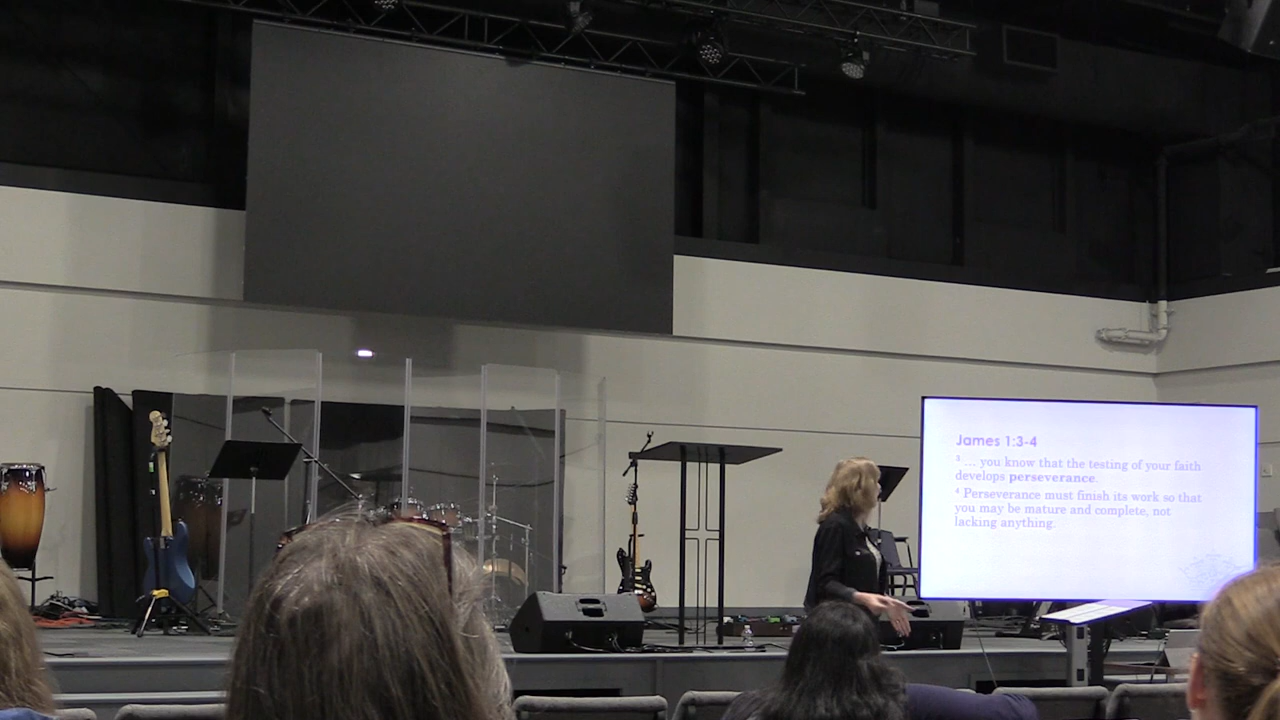 James 1:3-4
³ ... you know that the testing of your faith
develops perseverance.
⁴ Perseverance must finish its work so that
you may be mature and complete, not
lacking anything.